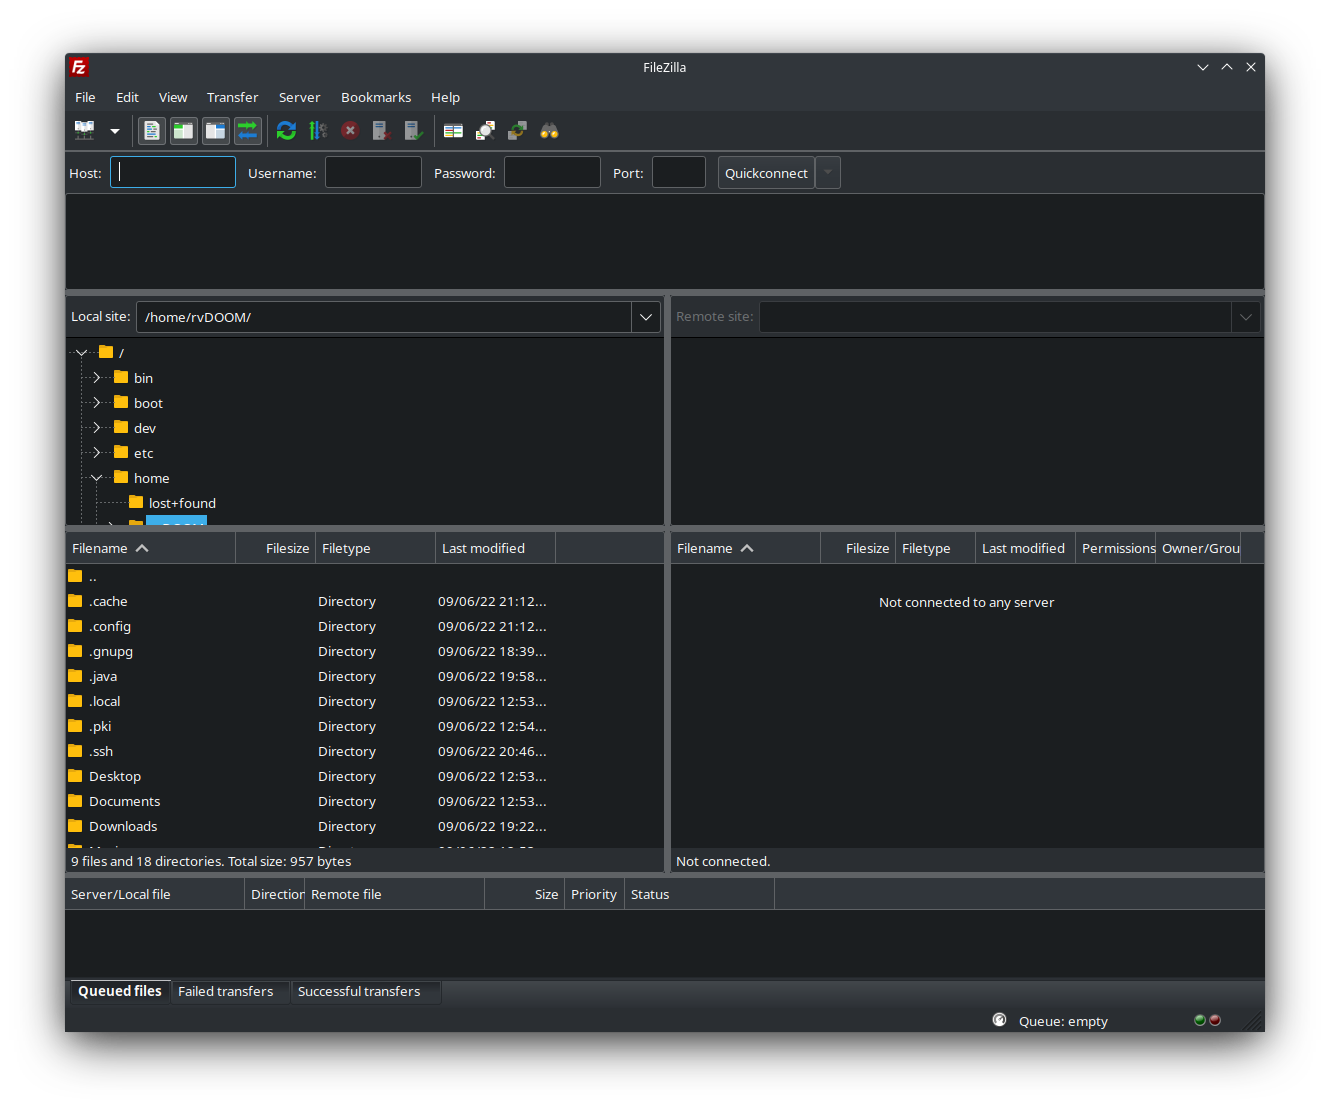 FileZilla
File Edit View Transfer Server Bookmarks Help
Host: Username: Password: Port: Quickconnect
Local site: /home/rvDOOM/
Remote site:
/
bin
boot
dev
etc
home
lost+found
Filename Filesize Filetype Last modified
..
.cache Directory 09/06/22 21:12...
.config Directory 09/06/22 21:12...
.gnupg Directory 09/06/22 18:39...
.java Directory 09/06/22 19:58...
.local Directory 09/06/22 12:53...
.pki Directory 09/06/22 12:54...
.ssh Directory 09/06/22 20:46...
Desktop Directory 09/06/22 12:53...
Documents Directory 09/06/22 12:53...
Downloads Directory 09/06/22 19:22...
9 files and 18 directories. Total size: 957 bytes
Filename Filesize Filetype Last modified Permissions Owner/Grou
Not connected to any server
Not connected.
Server/Local file Direction Remote file Size Priority Status
Queued files Failed transfers Successful transfers
Queue: empty